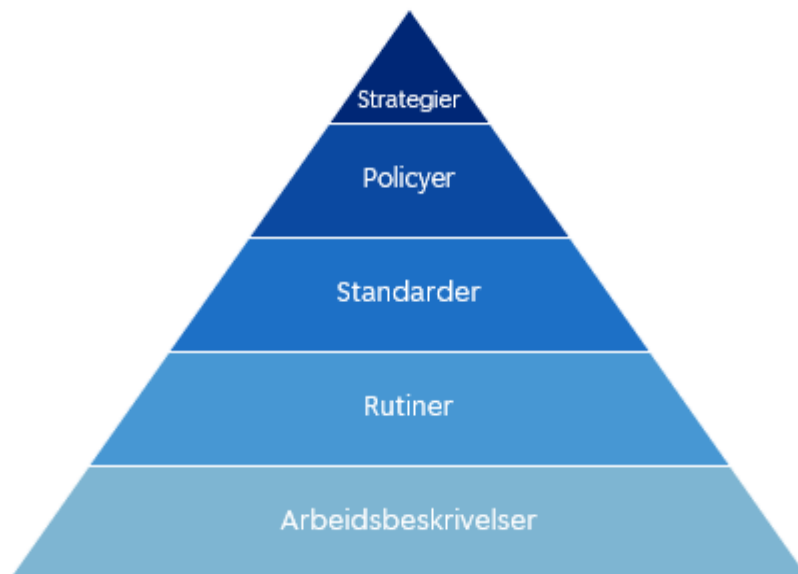 Strategier
Policyer
Standarder
Rutiner
Arbeidsbeskrivelser